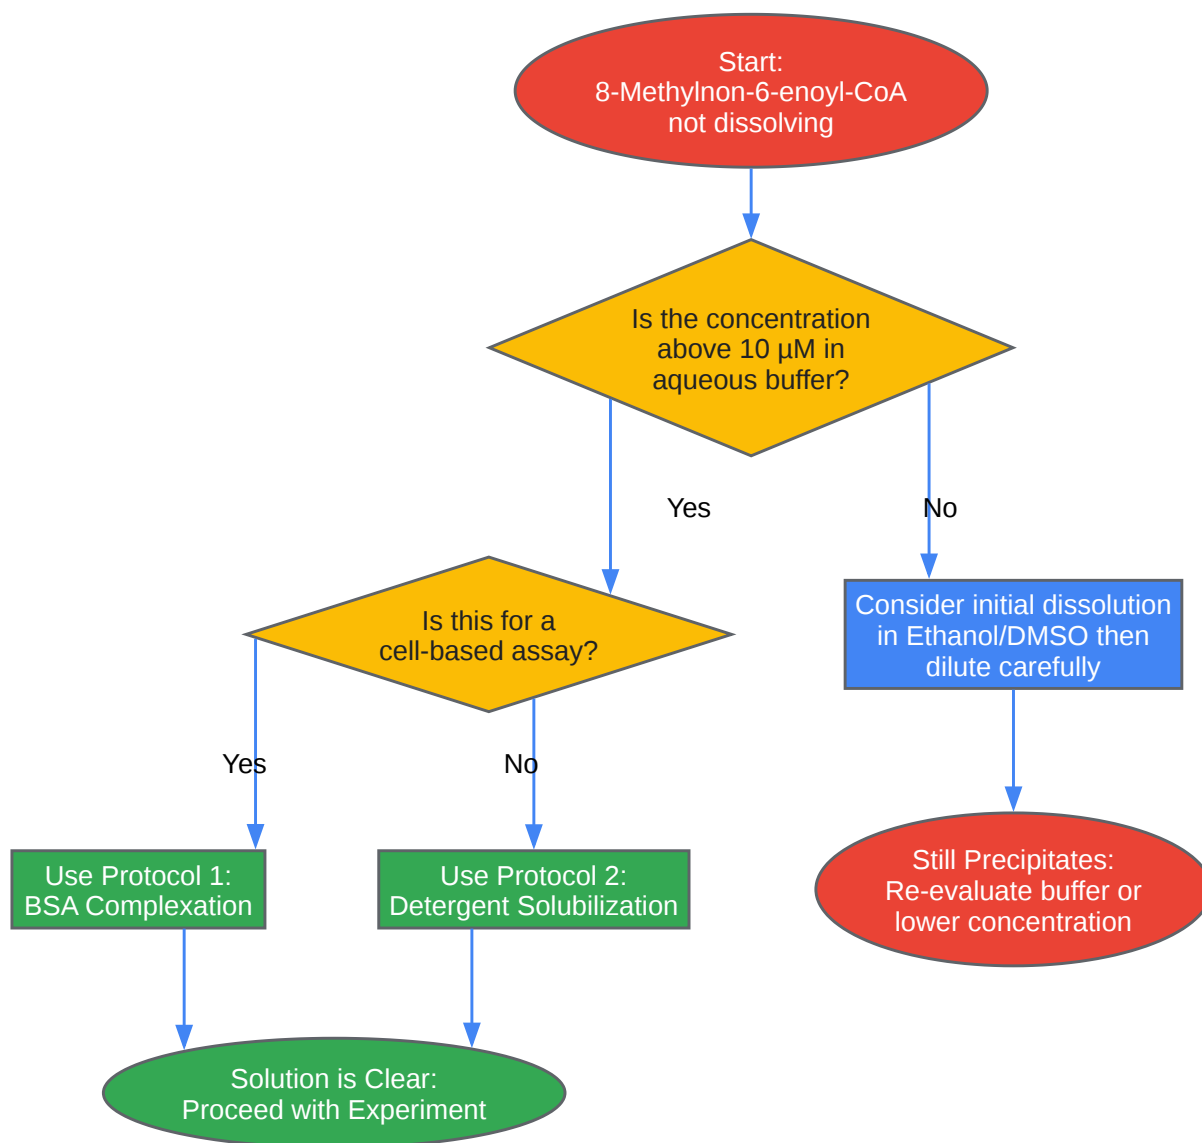 Start:
8-Methylnon-6-enoyl-CoA
not dissolving
Is the concentration
above 10 µM in
aqueous buffer?
Yes
No
Is this for a
cell-based assay?
Consider initial dissolution
in Ethanol/DMSO then
dilute carefully
Yes
No
Use Protocol 1:
BSA Complexation
Use Protocol 2:
Detergent Solubilization
Still Precipitates:
Re-evaluate buffer or
lower concentration
Solution is Clear:
Proceed with Experiment